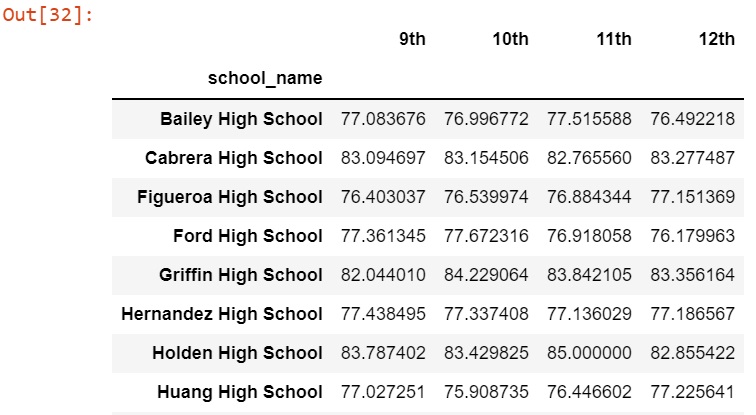 Out[32]:
9th 10th 11th 12th
school_name
Bailey High School 77.083676 76.996772 77.515588 76.492218
Cabrera High School 83.094697 83.154506 82.765560 83.277487
Figueroa High School 76.403037 76.539974 76.884344 77.151369
Ford High School 77.361345 77.672316 76.918058 76.179963
Griffin High School 82.044010 84.229064 83.842105 83.356164
Hernandez High School 77.438495 77.337408 77.136029 77.186567
Holden High School 83.787402 83.429825 85.000000 82.855422
Huang High School 77.027251 75.908735 76.446602 77.225641